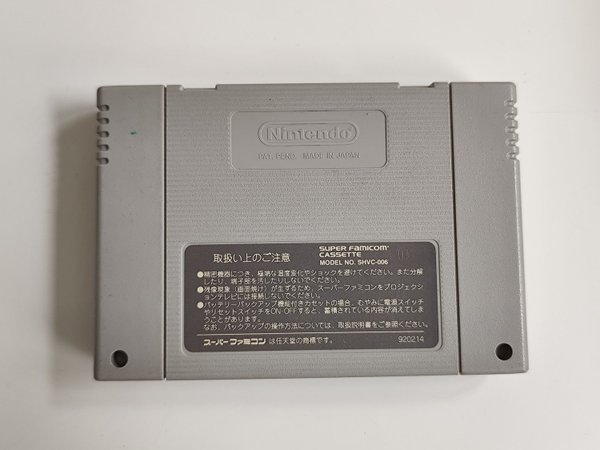 Nintendo
PAT. PEND. MADE IN JAPAN
取扱い上のご注意
SUPER FAMICOM
CASSETTE
MODEL NO. SHVC-006
●精密機器につき、極端な温度変化やショックを避けてください。また分解
したり、端子部を汚したりしないでください。
●残像現象(画面焼け)が生ずるため、スーパーファミコンをプロジェクシ
ョンテレビには接続しないでください。
●バッテリーバックアップ機能付きカセットの場合、むやみに電源スイッチ
やリセットスイッチをON・OFFすると、蓄積されている内容が消えてしま
うことがあります。
なお、バックアップの操作方法については、取扱説明書をご参照ください。
スーパーファミコンは任天堂の商標です。
920214